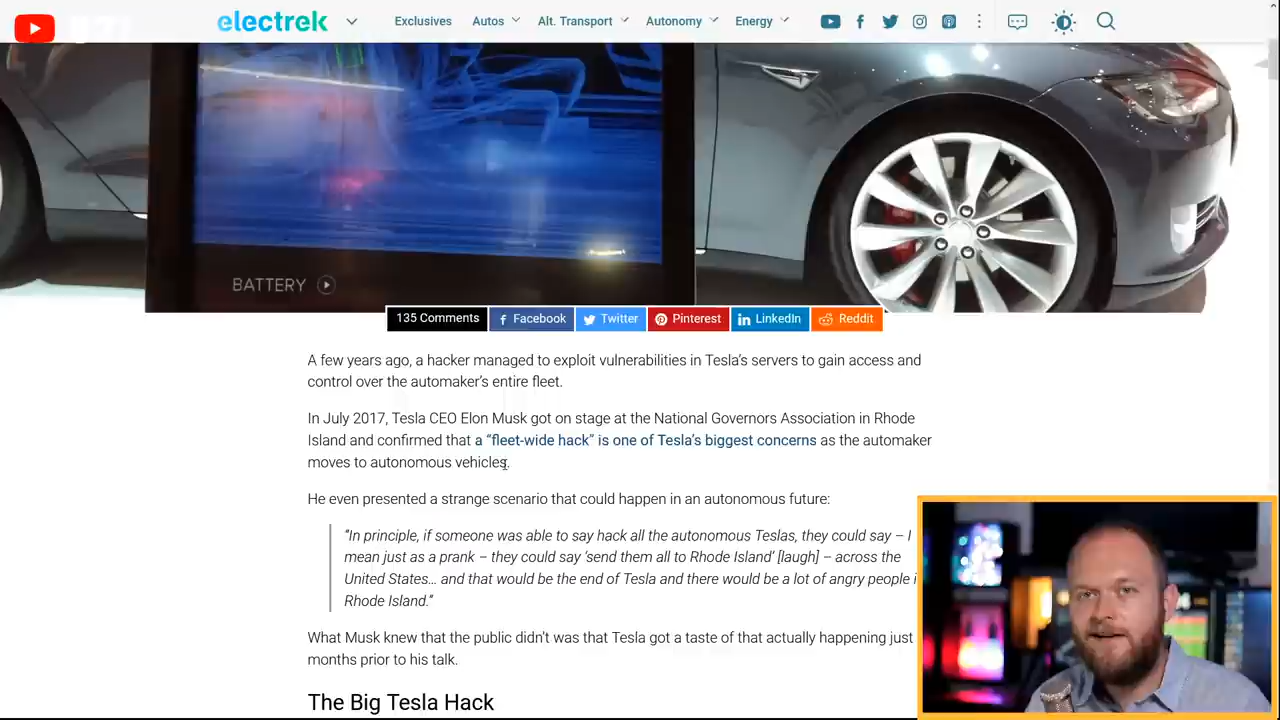 electrek
Exclusives Autos Alt. Transport Autonomy Energy
BATTERY
135 Comments Facebook Twitter Pinterest LinkedIn Reddit
A few years ago, a hacker managed to exploit vulnerabilities in Tesla's servers to gain access and
control over the automaker's entire fleet.
In July 2017, Tesla CEO Elon Musk got on stage at the National Governors Association in Rhode
Island and confirmed that a “fleet-wide hack” is one of Tesla's biggest concerns as the automaker
moves to autonomous vehicles.
He even presented a strange scenario that could happen in an autonomous future:
“In principle, if someone was able to say hack all the autonomous Teslas, they could say – I
mean just as a prank – they could say ‘send them all to Rhode Island’ [laugh] – across the
United States… and that would be the end of Tesla and there would be a lot of angry people i
Rhode Island.”
What Musk knew that the public didn't was that Tesla got a taste of that actually happening just
months prior to his talk.
The Big Tesla Hack